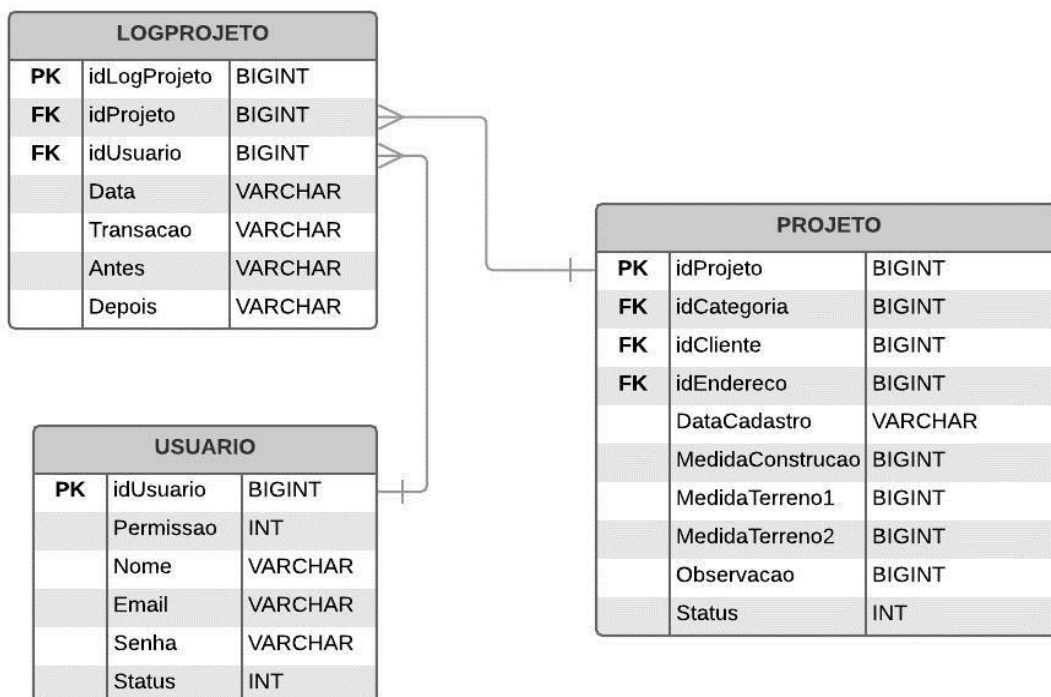 LOGPROJETO
PK idLogProjeto BIGINT
FK idProjeto BIGINT
FK idUsuario BIGINT
Data VARCHAR
Transacao VARCHAR
Antes VARCHAR
Depois VARCHAR
PROJETO
PK idProjeto BIGINT
FK idCategoria BIGINT
FK idCliente BIGINT
FK idEndereco BIGINT
DataCadastro VARCHAR
MedidaConstrucao BIGINT
MedidaTerreno1 BIGINT
MedidaTerreno2 BIGINT
Observacao BIGINT
Status INT
USUARIO
PK idUsuario BIGINT
Permissao INT
Nome VARCHAR
Email VARCHAR
Senha VARCHAR
Status INT